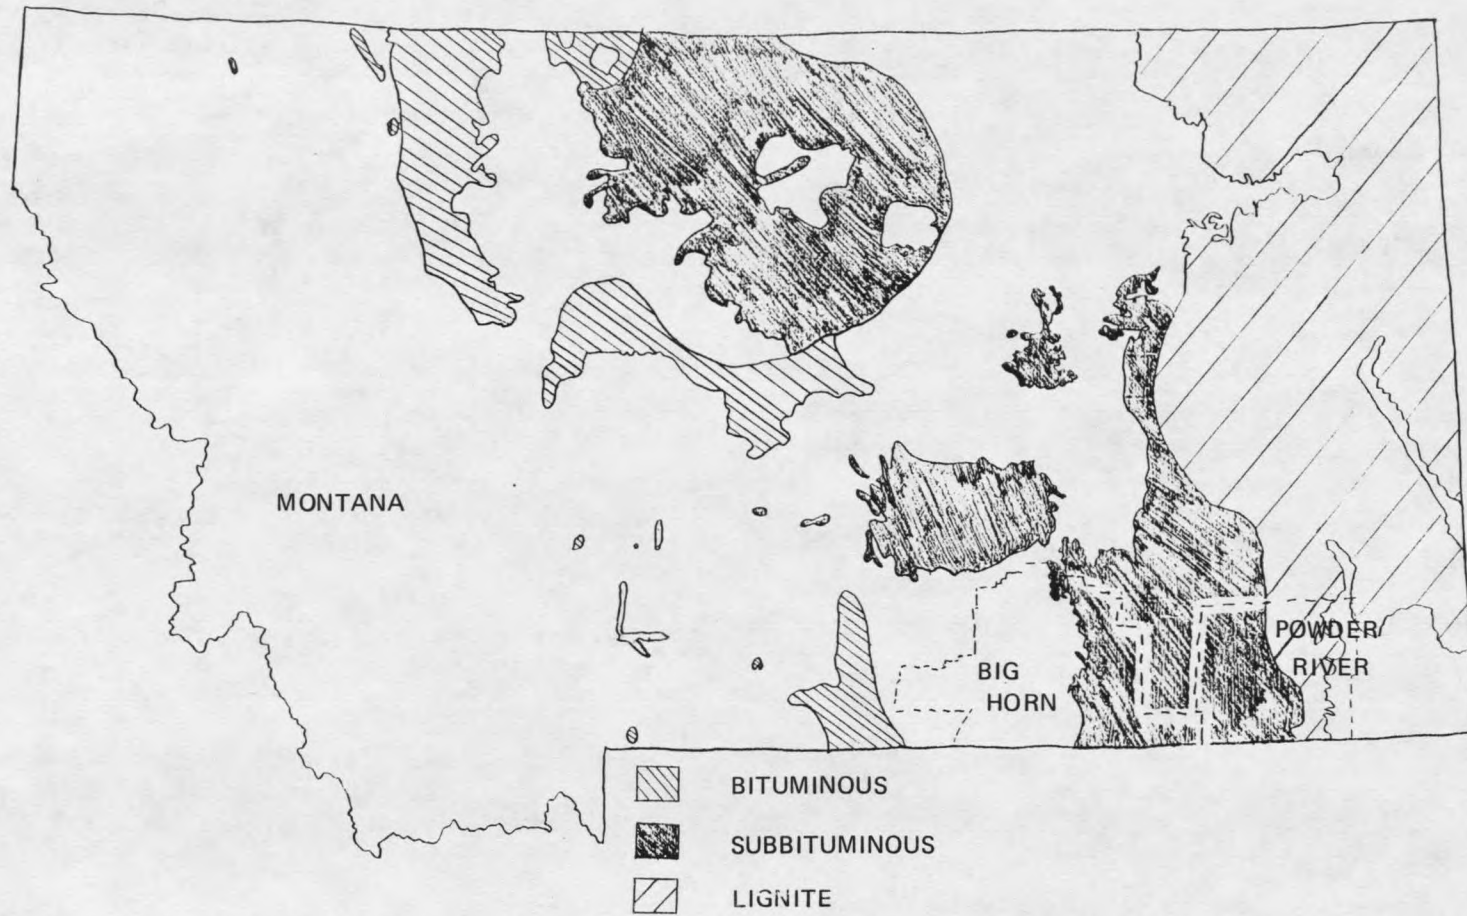 MONTANA
BIG
HORN
POWDER
RIVER
BITUMINOUS
SUBBITUMINOUS
LIGNITE